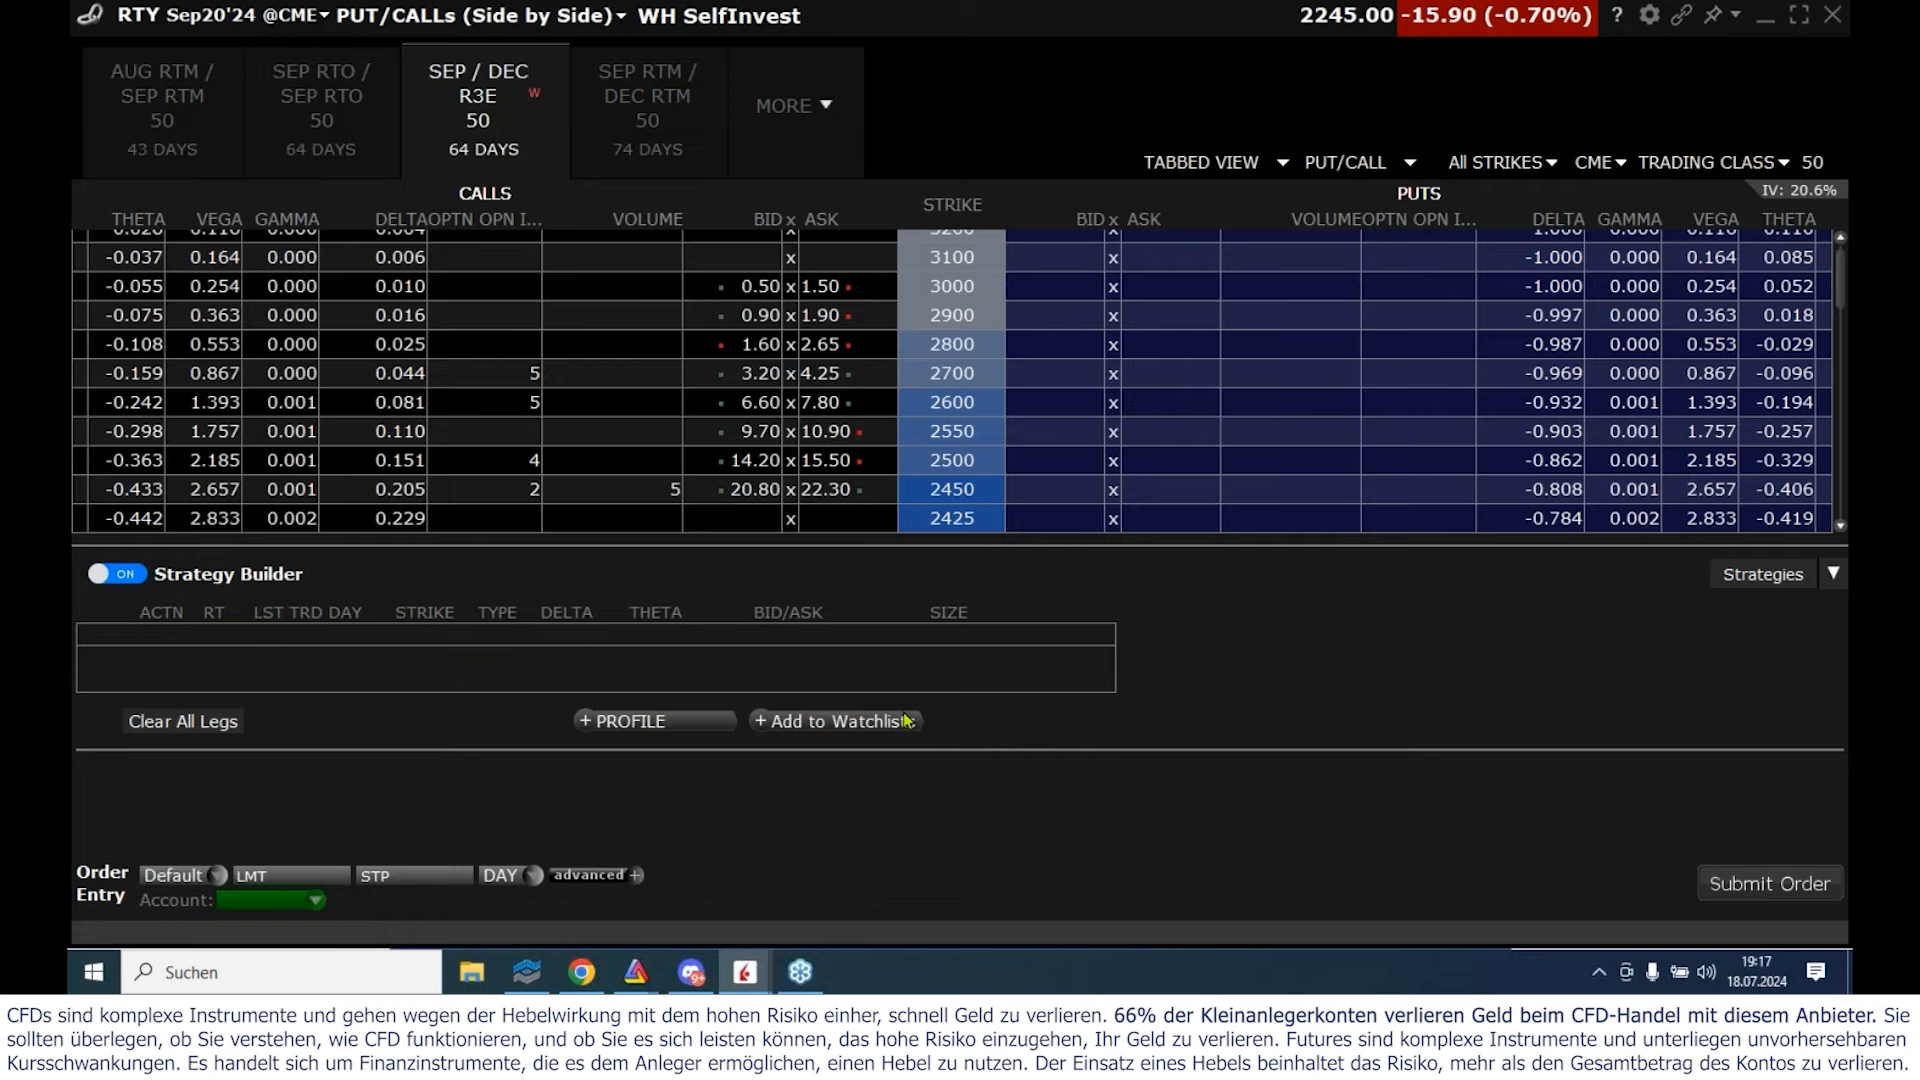 RTY Sep20'24 @CME PUT/CALLs (Side by Side) WH SelfInvest 2245.00 -15.90 (-0.70%) ?
AUG RTM / SEP RTM 50 43 DAYS
SEP RTO / SEP RTO 50 64 DAYS
SEP / DEC R3E W 50 64 DAYS
SEP RTM / DEC RTM 50 74 DAYS
MORE
TABBED VIEW PUT/CALL All STRIKES CME TRADING CLASS 50
CALLS PUTS IV: 20.6%
THETA VEGA GAMMA DELTA OPTN OPN I... VOLUME BID x ASK STRIKE BID x ASK VOLUME OPTN OPN I... DELTA GAMMA VEGA THETA
-0.037 0.164 0.000 0.006 x 3100 x -1.000 0.164 0.085
-0.055 0.254 0.000 0.010 0.50 x 1.50 3000 x -1.000 0.254 0.052
-0.075 0.363 0.000 0.016 0.90 x 1.90 2900 x -0.997 0.363 0.018
-0.108 0.553 0.000 0.025 1.60 x 2.65 2800 x -0.987 0.553 -0.029
-0.159 0.867 0.000 0.044 5 3.20 x 4.25 2700 x -0.969 0.000 0.867 -0.096
-0.242 1.393 0.001 0.081 5 6.60 x 7.80 2600 x -0.932 0.001 1.393 -0.194
-0.298 1.757 0.001 0.110 9.70 x 10.90 2550 x -0.903 0.001 1.757 -0.257
-0.363 2.185 0.001 0.151 4 14.20 x 15.50 2500 x -0.862 0.001 2.185 -0.329
-0.433 2.657 0.001 0.205 2 5 20.80 x 22.30 2450 x -0.808 0.001 2.657 -0.406
-0.442 2.833 0.002 0.229 x 2425 x -0.784 0.002 2.833 -0.419
ON Strategy Builder Strategies
ACTN RT LST TRD DAY STRIKE TYPE DELTA THETA BID/ASK SIZE
Clear All Legs + PROFILE + Add to Watchlist
Order Entry Default LMT STP DAY advanced +
Account:
Submit Order
Suchen
9+
19:17
18.07.2024
CFDs sind komplexe Instrumente und gehen wegen der Hebelwirkung mit dem hohen Risiko einher, schnell Geld zu verlieren. 66% der Kleinanlegerkonten verlieren Geld beim CFD-Handel mit diesem Anbieter. Sie
sollten überlegen, ob Sie verstehen, wie CFD funktionieren, und ob Sie es sich leisten können, das hohe Risiko einzugehen, Ihr Geld zu verlieren. Futures sind komplexe Instrumente und unterliegen unvorhersehbaren
Kursschwankungen. Es handelt sich um Finanzinstrumente, die es dem Anleger ermöglichen, einen Hebel zu nutzen. Der Einsatz eines Hebels beinhaltet das Risiko, mehr als den Gesamtbetrag des Kontos zu verlieren.